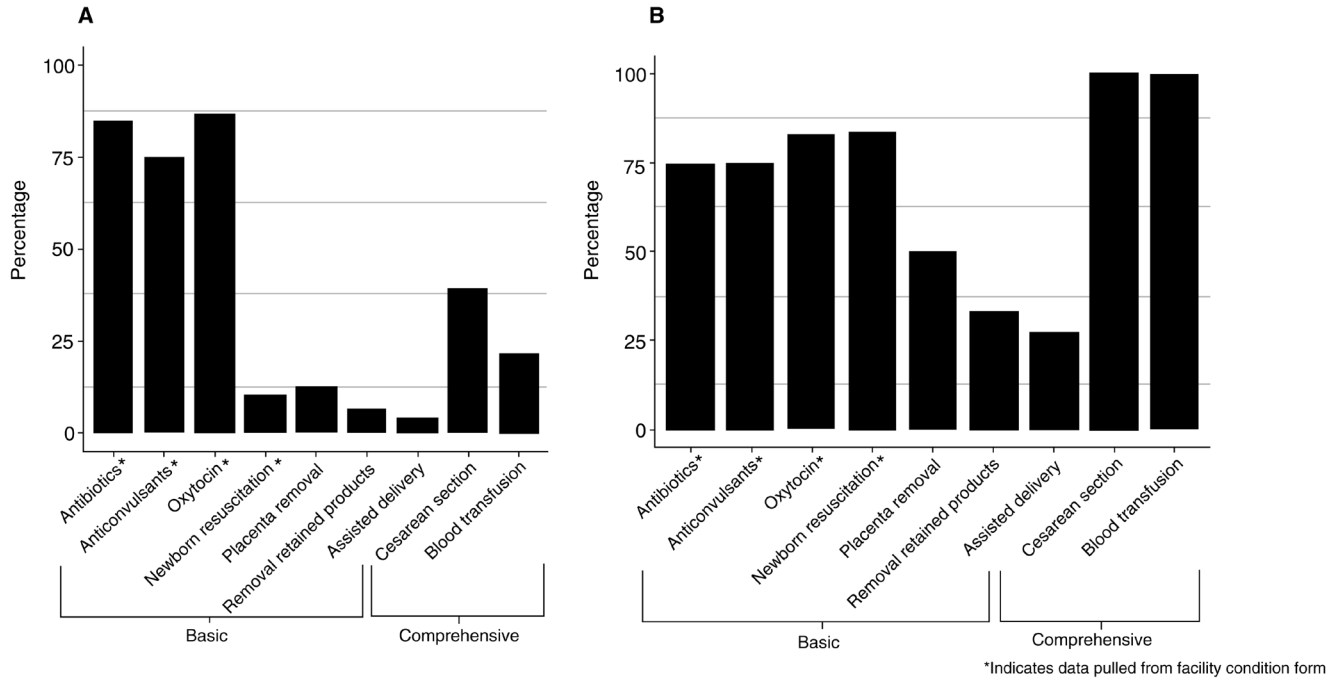 A
Percentage
100
75
50
25
0
Antibiotics*
Anticonvulsants*
Oxytocin*
Newborn resuscitation *
Placenta removal
Removal retained products
Assisted delivery
Cesarean section
Blood transfusion
Basic
Comprehensive
B
Percentage
100
75
50
25
0
Antibiotics*
Anticonvulsants*
Oxytocin*
Newborn resuscitation*
Placenta removal
Removal retained products
Assisted delivery
Cesarean section
Blood transfusion
Basic
Comprehensive
*Indicates data pulled from facility condition form